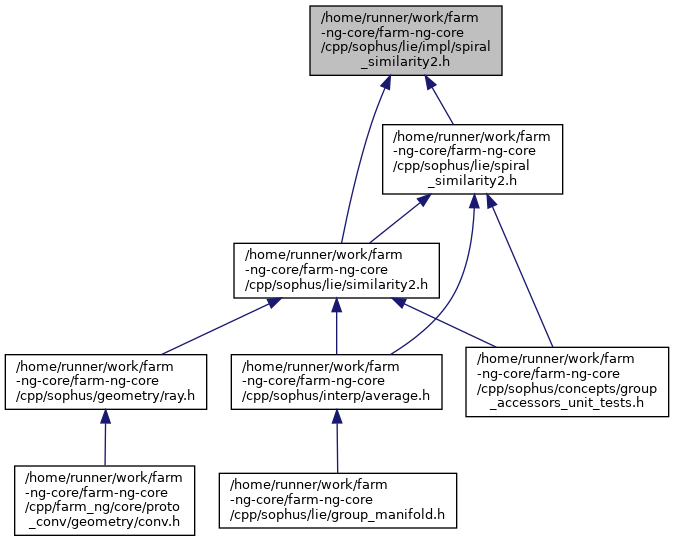 /home/runner/work/farm
-ng-core/farm-ng-core
/cpp/sophus/lie/impl/spiral
_similarity2.h
/home/runner/work/farm
-ng-core/farm-ng-core
/cpp/sophus/lie/spiral
_similarity2.h
/home/runner/work/farm
-ng-core/farm-ng-core
/cpp/sophus/lie/similarity2.h
/home/runner/work/farm
-ng-core/farm-ng-core
/cpp/sophus/geometry/ray.h
/home/runner/work/farm
-ng-core/farm-ng-core
/cpp/sophus/interp/average.h
/home/runner/work/farm
-ng-core/farm-ng-core
/cpp/sophus/concepts/group
_accessors_unit_tests.h
/home/runner/work/farm
-ng-core/farm-ng-core
/cpp/farm_ng/core/proto
_conv/geometry/conv.h
/home/runner/work/farm
-ng-core/farm-ng-core
/cpp/sophus/lie/group_manifold.h